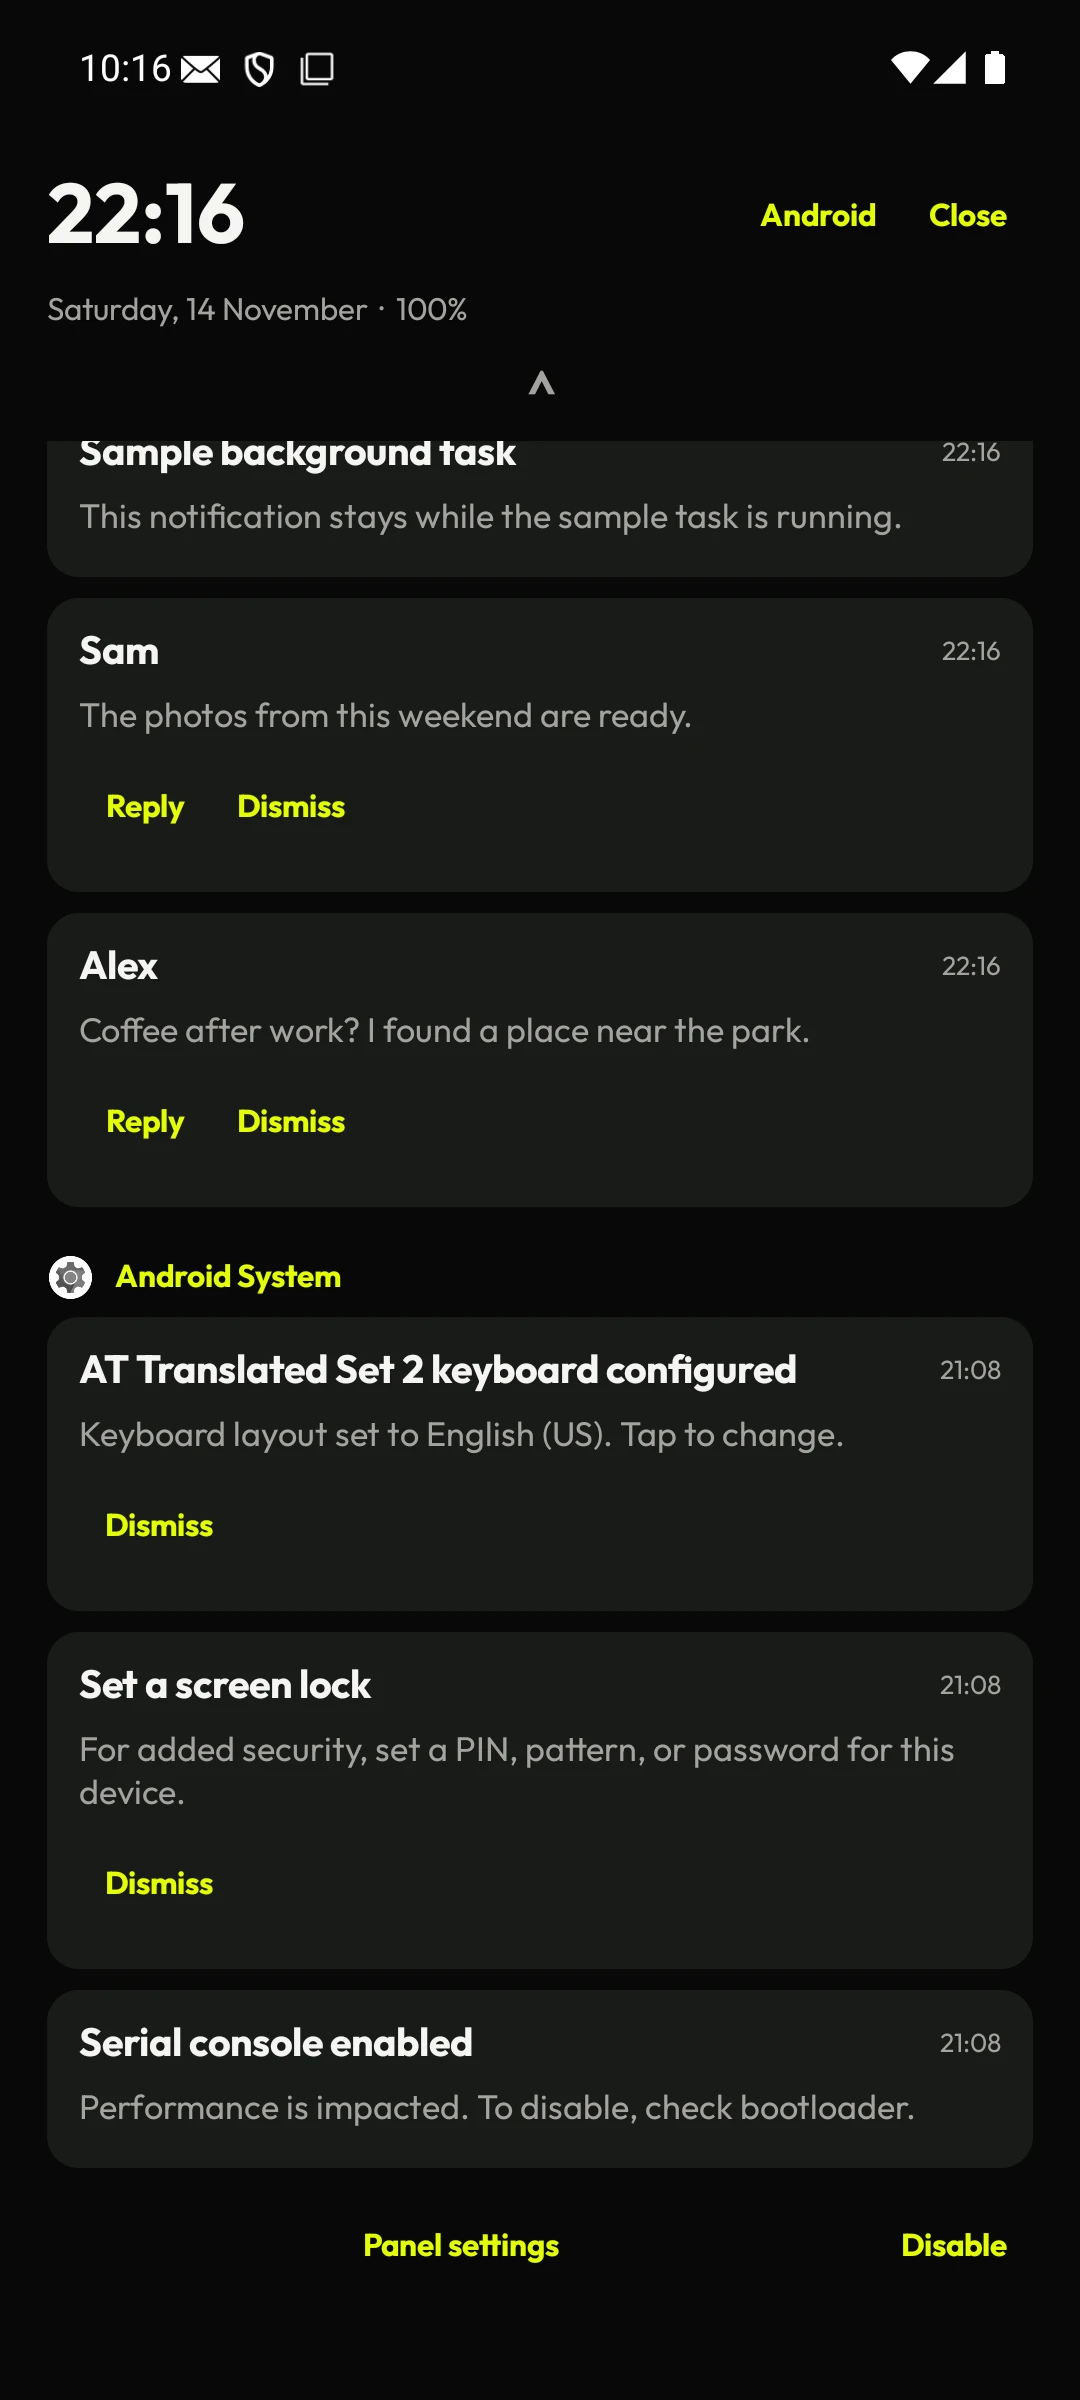 10:16
22:16
Android
Close
Saturday, 14 November · 100%
Sample background task
22:16
This notification stays while the sample task is running.
Sam
22:16
The photos from this weekend are ready.
Reply
Dismiss
Alex
22:16
Coffee after work? I found a place near the park.
Reply
Dismiss
Android System
AT Translated Set 2 keyboard configured
21:08
Keyboard layout set to English (US). Tap to change.
Dismiss
Set a screen lock
21:08
For added security, set a PIN, pattern, or password for this
device.
Dismiss
Serial console enabled
21:08
Performance is impacted. To disable, check bootloader.
Panel settings
Disable